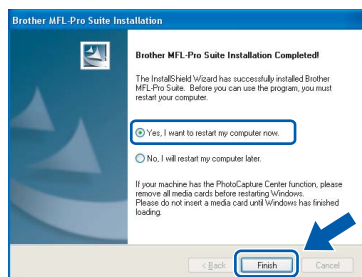 Brother MFL-Pro Suite Installation
Brother MFL-Pro Suite Installation Completed!
The InstallShield Wizard has successfully installed Brother
MFL-Pro Suite. Before you can use the program, you must
restart your computer.
Yes, I want to restart my computer now.
No, I will restart my computer later.
If your machine has the PhotoCapture Center function, please
remove all media cards before restarting Windows.
Please do not insert a media card until Windows has finished
loading.
< Back Finish Cancel